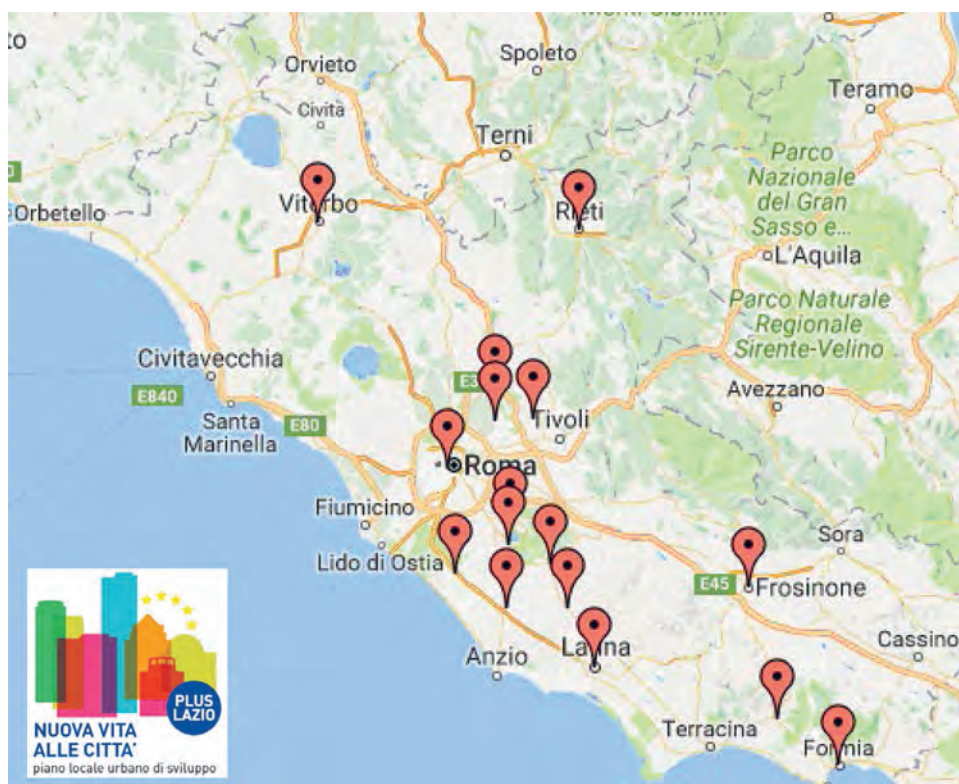 Orvieto
Civita
Spoleto
Terni
Teramo
Parco
Nazionale
del Gran
Sasso e...
L'Aquila
Orbetello
Viterbo
Rieti
Parco Naturale
Regionale
Sirente-Velino
Civitavecchia
E840
Santa
Marinella
E80
Avezzano
Tivoli
Roma
Fiumicino
Lido di Ostia
Sora
E45
Frosinone
Cassino
Anzio
Latina
Terracina
Formia
PLUS
LAZIO
NUOVA VITA
ALLE CITTA'
piano locale urbano di sviluppo